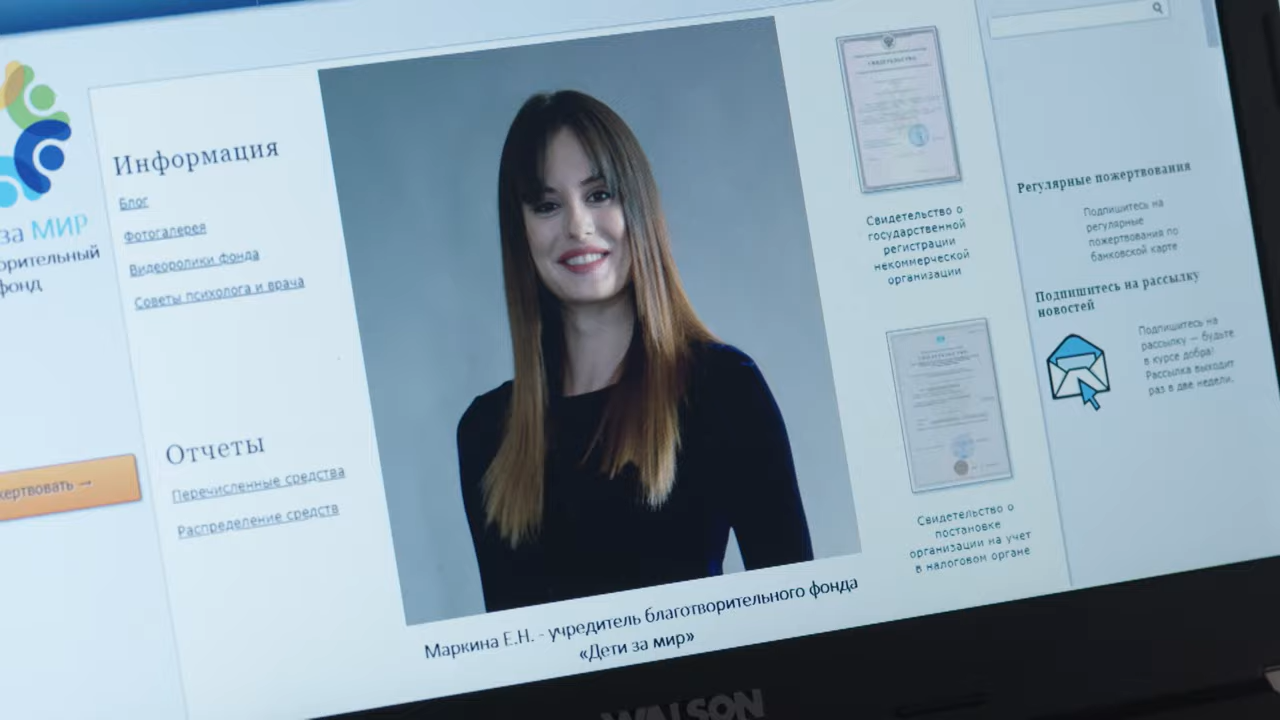 за МИР
орительный
фонд
жертвовать →
Информация
Блог
Фотогалерея
Видеоролики фонда
Советы психолога и врача
Отчеты
Перечисленные средства
Распределение средств
Маркина Е.Н. - учредитель благотворительного фонда
«Дети за мир»
СВИДЕТЕЛЬСТВО
Свидетельство о
государственной
регистрации
некоммерческой
организации
Свидетельство о
постановке
организации на учет
в налоговом органе
Регулярные пожертвования
Подпишитесь на
регулярные
пожертвования по
банковской карте
Подпишитесь на рассылку
новостей
Подпишитесь на
рассылку — будьте
в курсе добра!
Рассылка выходит
раз в две недели.
WALSON